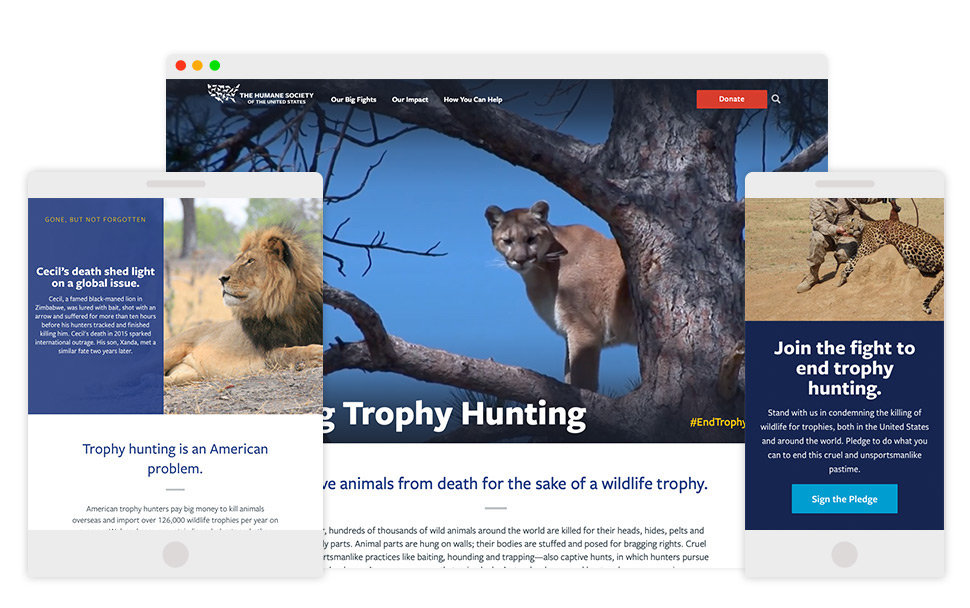 THE HUMANE SOCIETY
OF THE UNITED STATES
Our Big Fights
Our Impact
How You Can Help
Donate
Trophy Hunting
#EndTrophy
ve animals from death for the sake of a wildlife trophy.
hundreds of thousands of wild animals around the world are killed for their heads, hides, pelts and
parts. Animal parts are hung on walls; their bodies are stuffed and posed for bragging rights. Cruel
rtsmanlike practices like baiting, hounding and trapping—also captive hunts, in which hunters pursue
GONE, BUT NOT FORGOTTEN
Cecil's death shed light
on a global issue.
Cecil, a famed black-maned lion in
Zimbabwe, was lured with bait, shot with an
arrow and suffered for more than ten hours
before his hunters tracked and finished
killing him. Cecil's death in 2015 sparked
international outrage. His son, Xanda, met a
similar fate two years later.
Trophy hunting is an American
problem.
American trophy hunters pay big money to kill animals
overseas and import over 126,000 wildlife trophies per year on
Join the fight to
end trophy
hunting.
Stand with us in condemning the killing of
wildlife for trophies, both in the United States
and around the world. Pledge to do what you
can to end this cruel and unsportsmanlike
pastime.
Sign the Pledge